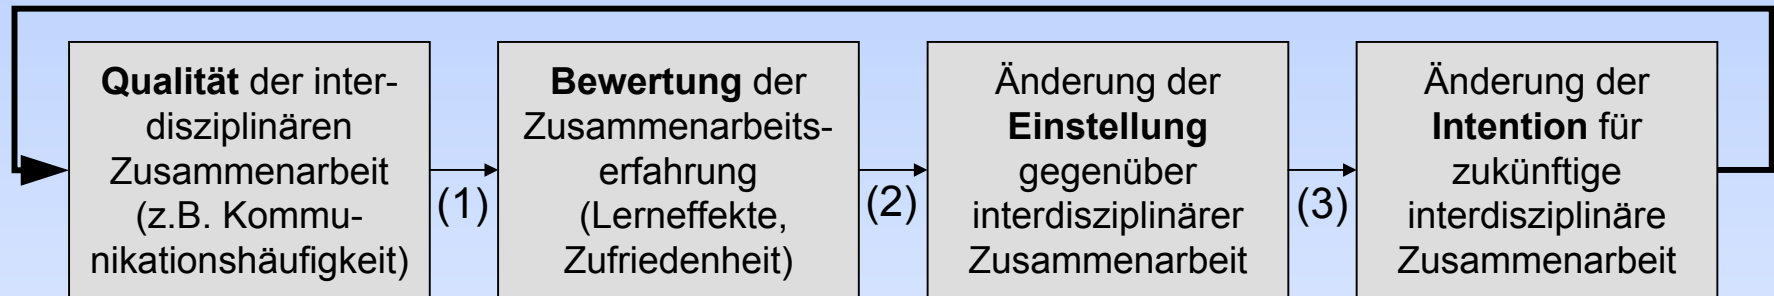 Qualität der inter-
disziplinären
Zusammenarbeit
(z.B. Kommu-
nikationshäufigkeit)
(1)
Bewertung der
Zusammenarbeits-
erfahrung
(Lerneffekte,
Zufriedenheit)
(2)
Änderung der
Einstellung
gegenüber
interdisziplinärer
Zusammenarbeit
(3)
Änderung der
Intention für
zukünftige
interdisziplinäre
Zusammenarbeit